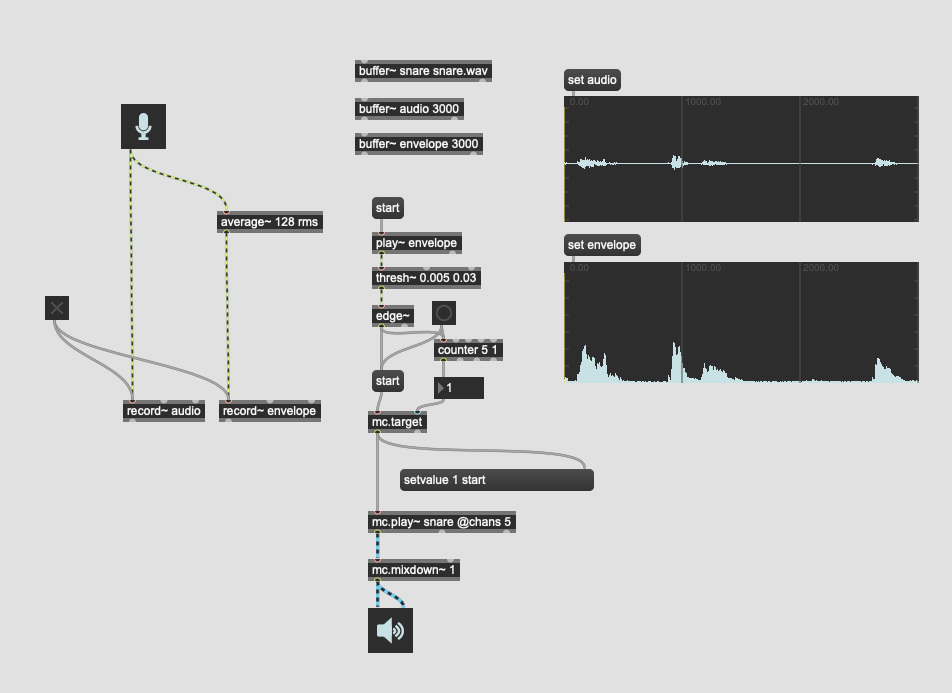 buffer~ snare snare.wav
buffer~ audio 3000
buffer~ envelope 3000
set audio
0.00
1000.00
2000.00
average~ 128 rms
start
play~ envelope
set envelope
0.00
1000.00
2000.00
thresh~ 0.005 0.03
edge~
counter 5 1
start
1
record~ audio
record~ envelope
mc.target
setvalue 1 start
mc.play~ snare @chans 5
mc.mixdown~ 1